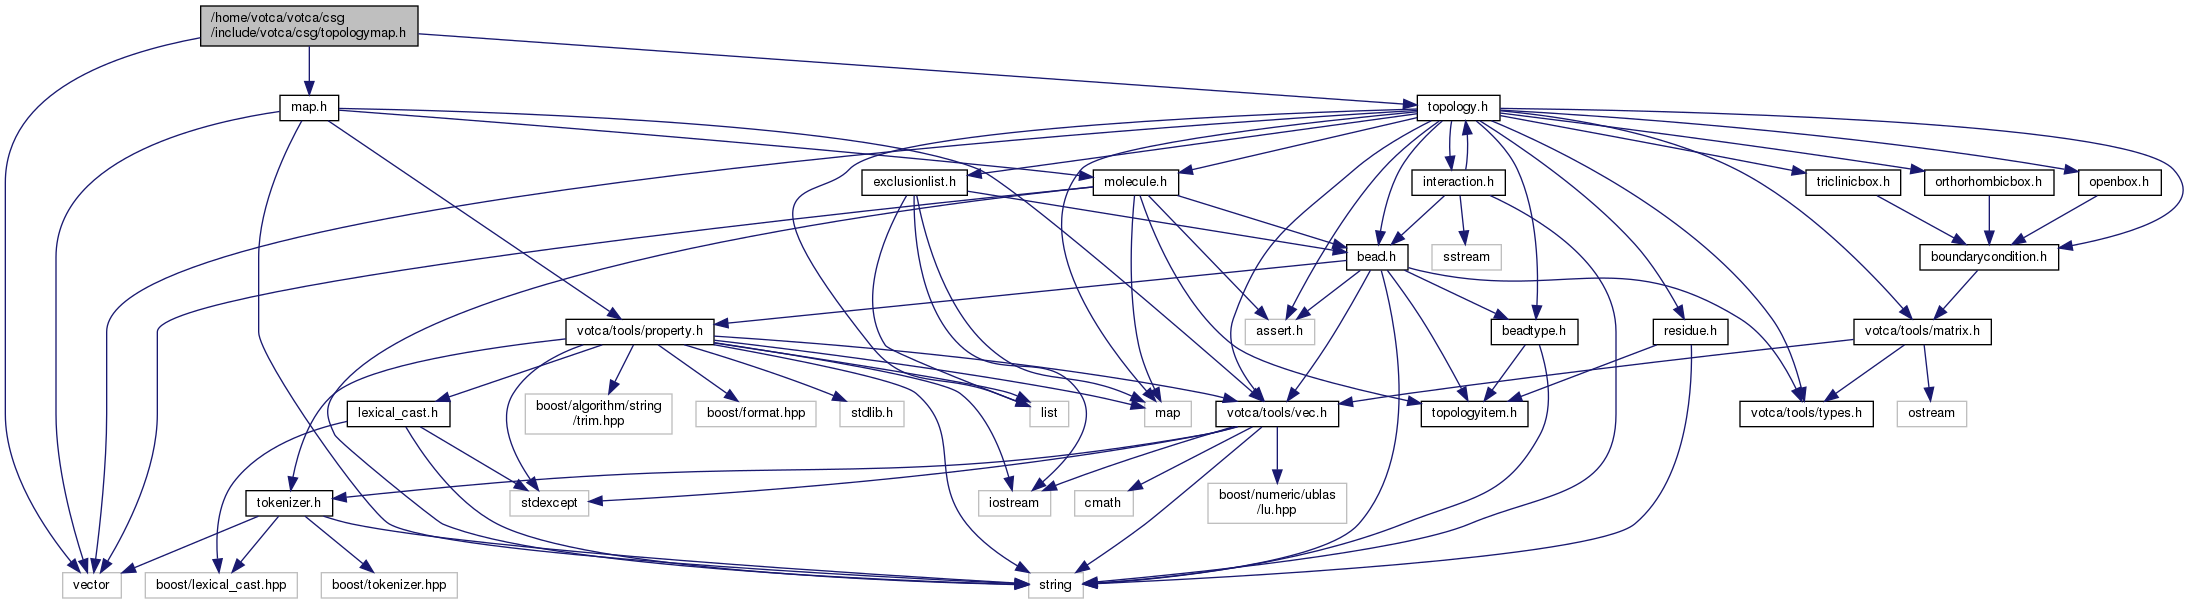 /home/votca/votca/csg
/include/votca/csg/topologymap.h
map.h
topology.h
exclusionlist.h
molecule.h
interaction.h
triclinicbox.h
orthorhombicbox.h
openbox.h
bead.h
sstream
boundarycondition.h
votca/tools/property.h
assert.h
beadtype.h
residue.h
votca/tools/matrix.h
lexical_cast.h
boost/algorithm/string
/trim.hpp
boost/format.hpp
stdlib.h
list
map
votca/tools/vec.h
topologyitem.h
votca/tools/types.h
ostream
tokenizer.h
stdexcept
iostream
cmath
boost/numeric/ublas
/lu.hpp
vector
boost/lexical_cast.hpp
boost/tokenizer.hpp
string